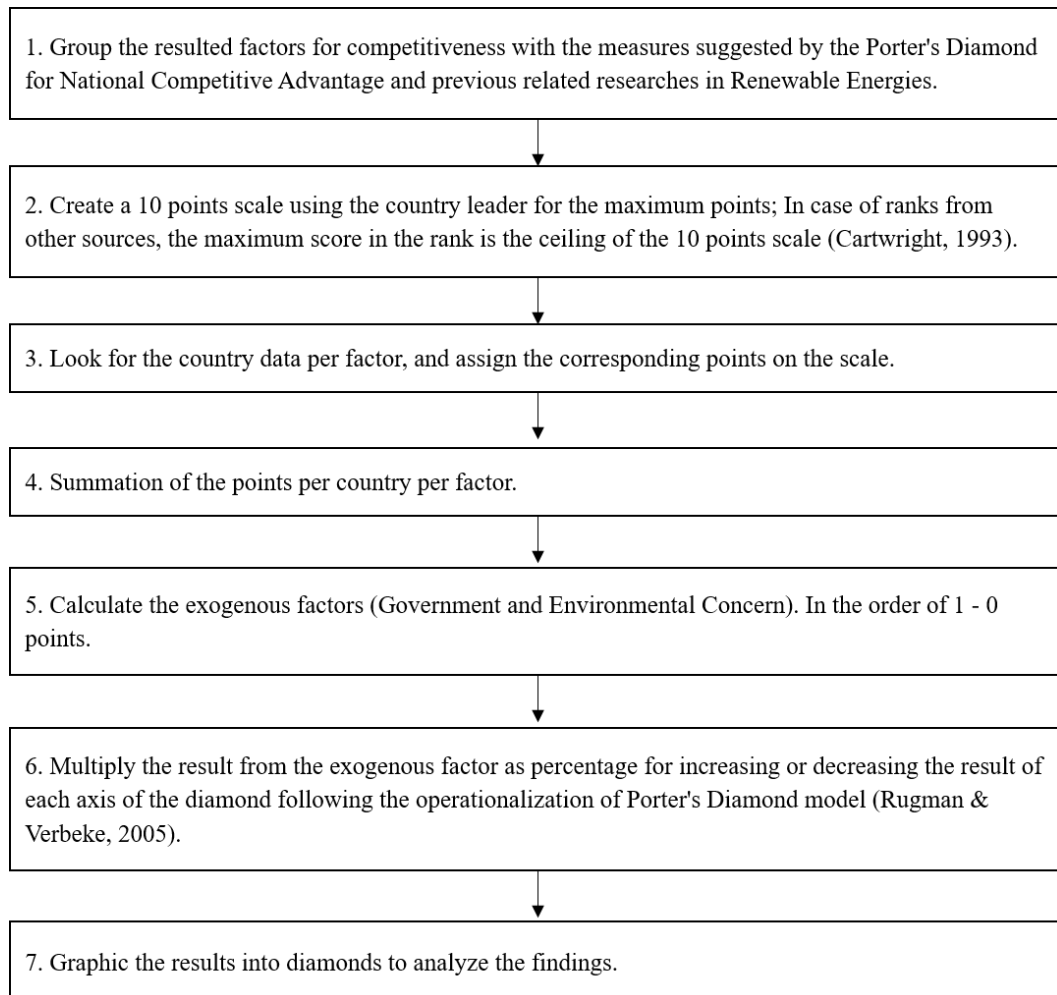 1. Group the resulted factors for competitiveness with the measures suggested by the Porter's Diamond
for National Competitive Advantage and previous related researches in Renewable Energies.
2. Create a 10 points scale using the country leader for the maximum points; In case of ranks from
other sources, the maximum score in the rank is the ceiling of the 10 points scale (Cartwright, 1993).
3. Look for the country data per factor, and assign the corresponding points on the scale.
4. Summation of the points per country per factor.
5. Calculate the exogenous factors (Government and Environmental Concern). In the order of 1 - 0
points.
6. Multiply the result from the exogenous factor as percentage for increasing or decreasing the result of
each axis of the diamond following the operationalization of Porter's Diamond model (Rugman &
Verbeke, 2005).
7. Graphic the results into diamonds to analyze the findings.